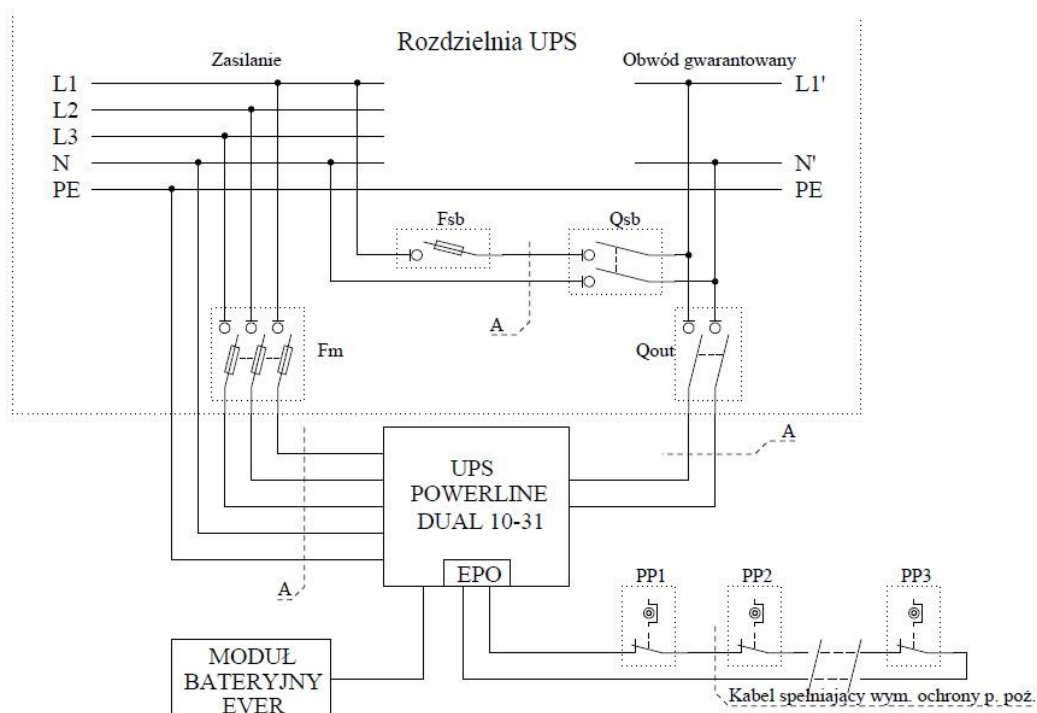 Rozdzielnia UPS
Zasilanie
Obwód gwarantowany
L1
L1'
L2
L3
N
N'
PE
PE
Fsb
Qsb
A
Fm
Qout
A
UPS
POWERLINE
DUAL 10-31
EPO
A
PP1
PP2
PP3
MODUŁ
BATERYJNY
EVER
Kabel spełniający wym. ochrony p. poż.